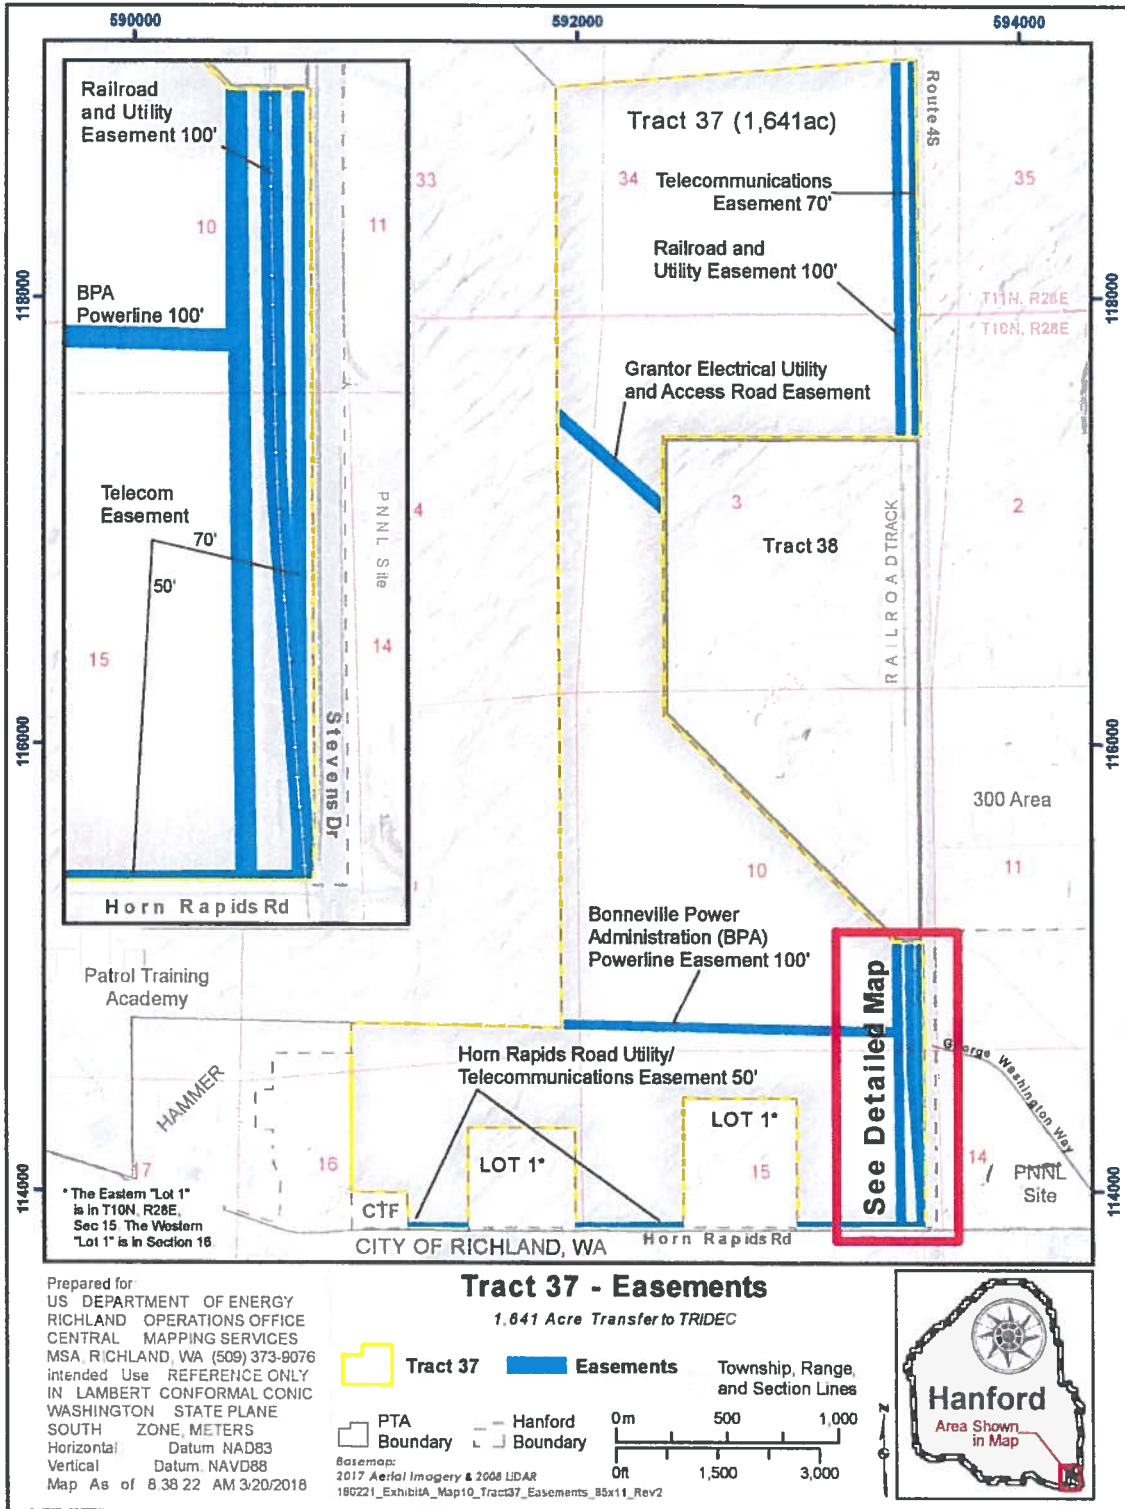 590000
592000
594000
Railroad
and Utility
Easement 100'
10
11
BPA
Powerline 100'
Telecom
Easement
70'
50'
PNNL Site
15
14
Stevens Dr
Horn Rapids Rd
33
34
35
Tract 37 (1,641ac)
Route 4S
Telecommunications
Easement 70'
Railroad and
Utility Easement 100'
118000
118000
T11N, R28E
T10N, R28E
Grantor Electrical Utility
and Access Road Easement
4
3
2
Tract 38
RAILROAD TRACK
116000
116000
300 Area
10
11
Bonneville Power
Administration (BPA)
Powerline Easement 100'
Patrol Training
Academy
See Detailed Map
George Washington Way
Horn Rapids Road Utility/
Telecommunications Easement 50'
HAMMER
LOT 1*
LOT 1*
17
16
15
14
PNNL
Site
114000
114000
* The Eastern "Lot 1"
is in T10N, R28E,
Sec 15. The Western
"Lot 1" is in Section 16
CTF
CITY OF RICHLAND, WA
Horn Rapids Rd
Prepared for:
US DEPARTMENT OF ENERGY
RICHLAND OPERATIONS OFFICE
CENTRAL MAPPING SERVICES
MSA, RICHLAND, WA (509) 373-9076
Intended Use REFERENCE ONLY
IN LAMBERT CONFORMAL CONIC
WASHINGTON STATE PLANE
SOUTH ZONE, METERS
Horizontal Datum NAD83
Vertical Datum NAVD88
Map As of 8:38:22 AM 3/20/2018
Tract 37 - Easements
1,641 Acre Transfer to TRIDEC
Tract 37
Easements
Township, Range,
and Section Lines
PTA
Boundary
Hanford
Boundary
0m 500 1,000
0ft 1,500 3,000
Basemap:
2017 Aerial Imagery & 2008 LiDAR
180221_ExhibitA_Map10_Tract37_Easements_85x11_Rev2
Z
Hanford
Area Shown
in Map